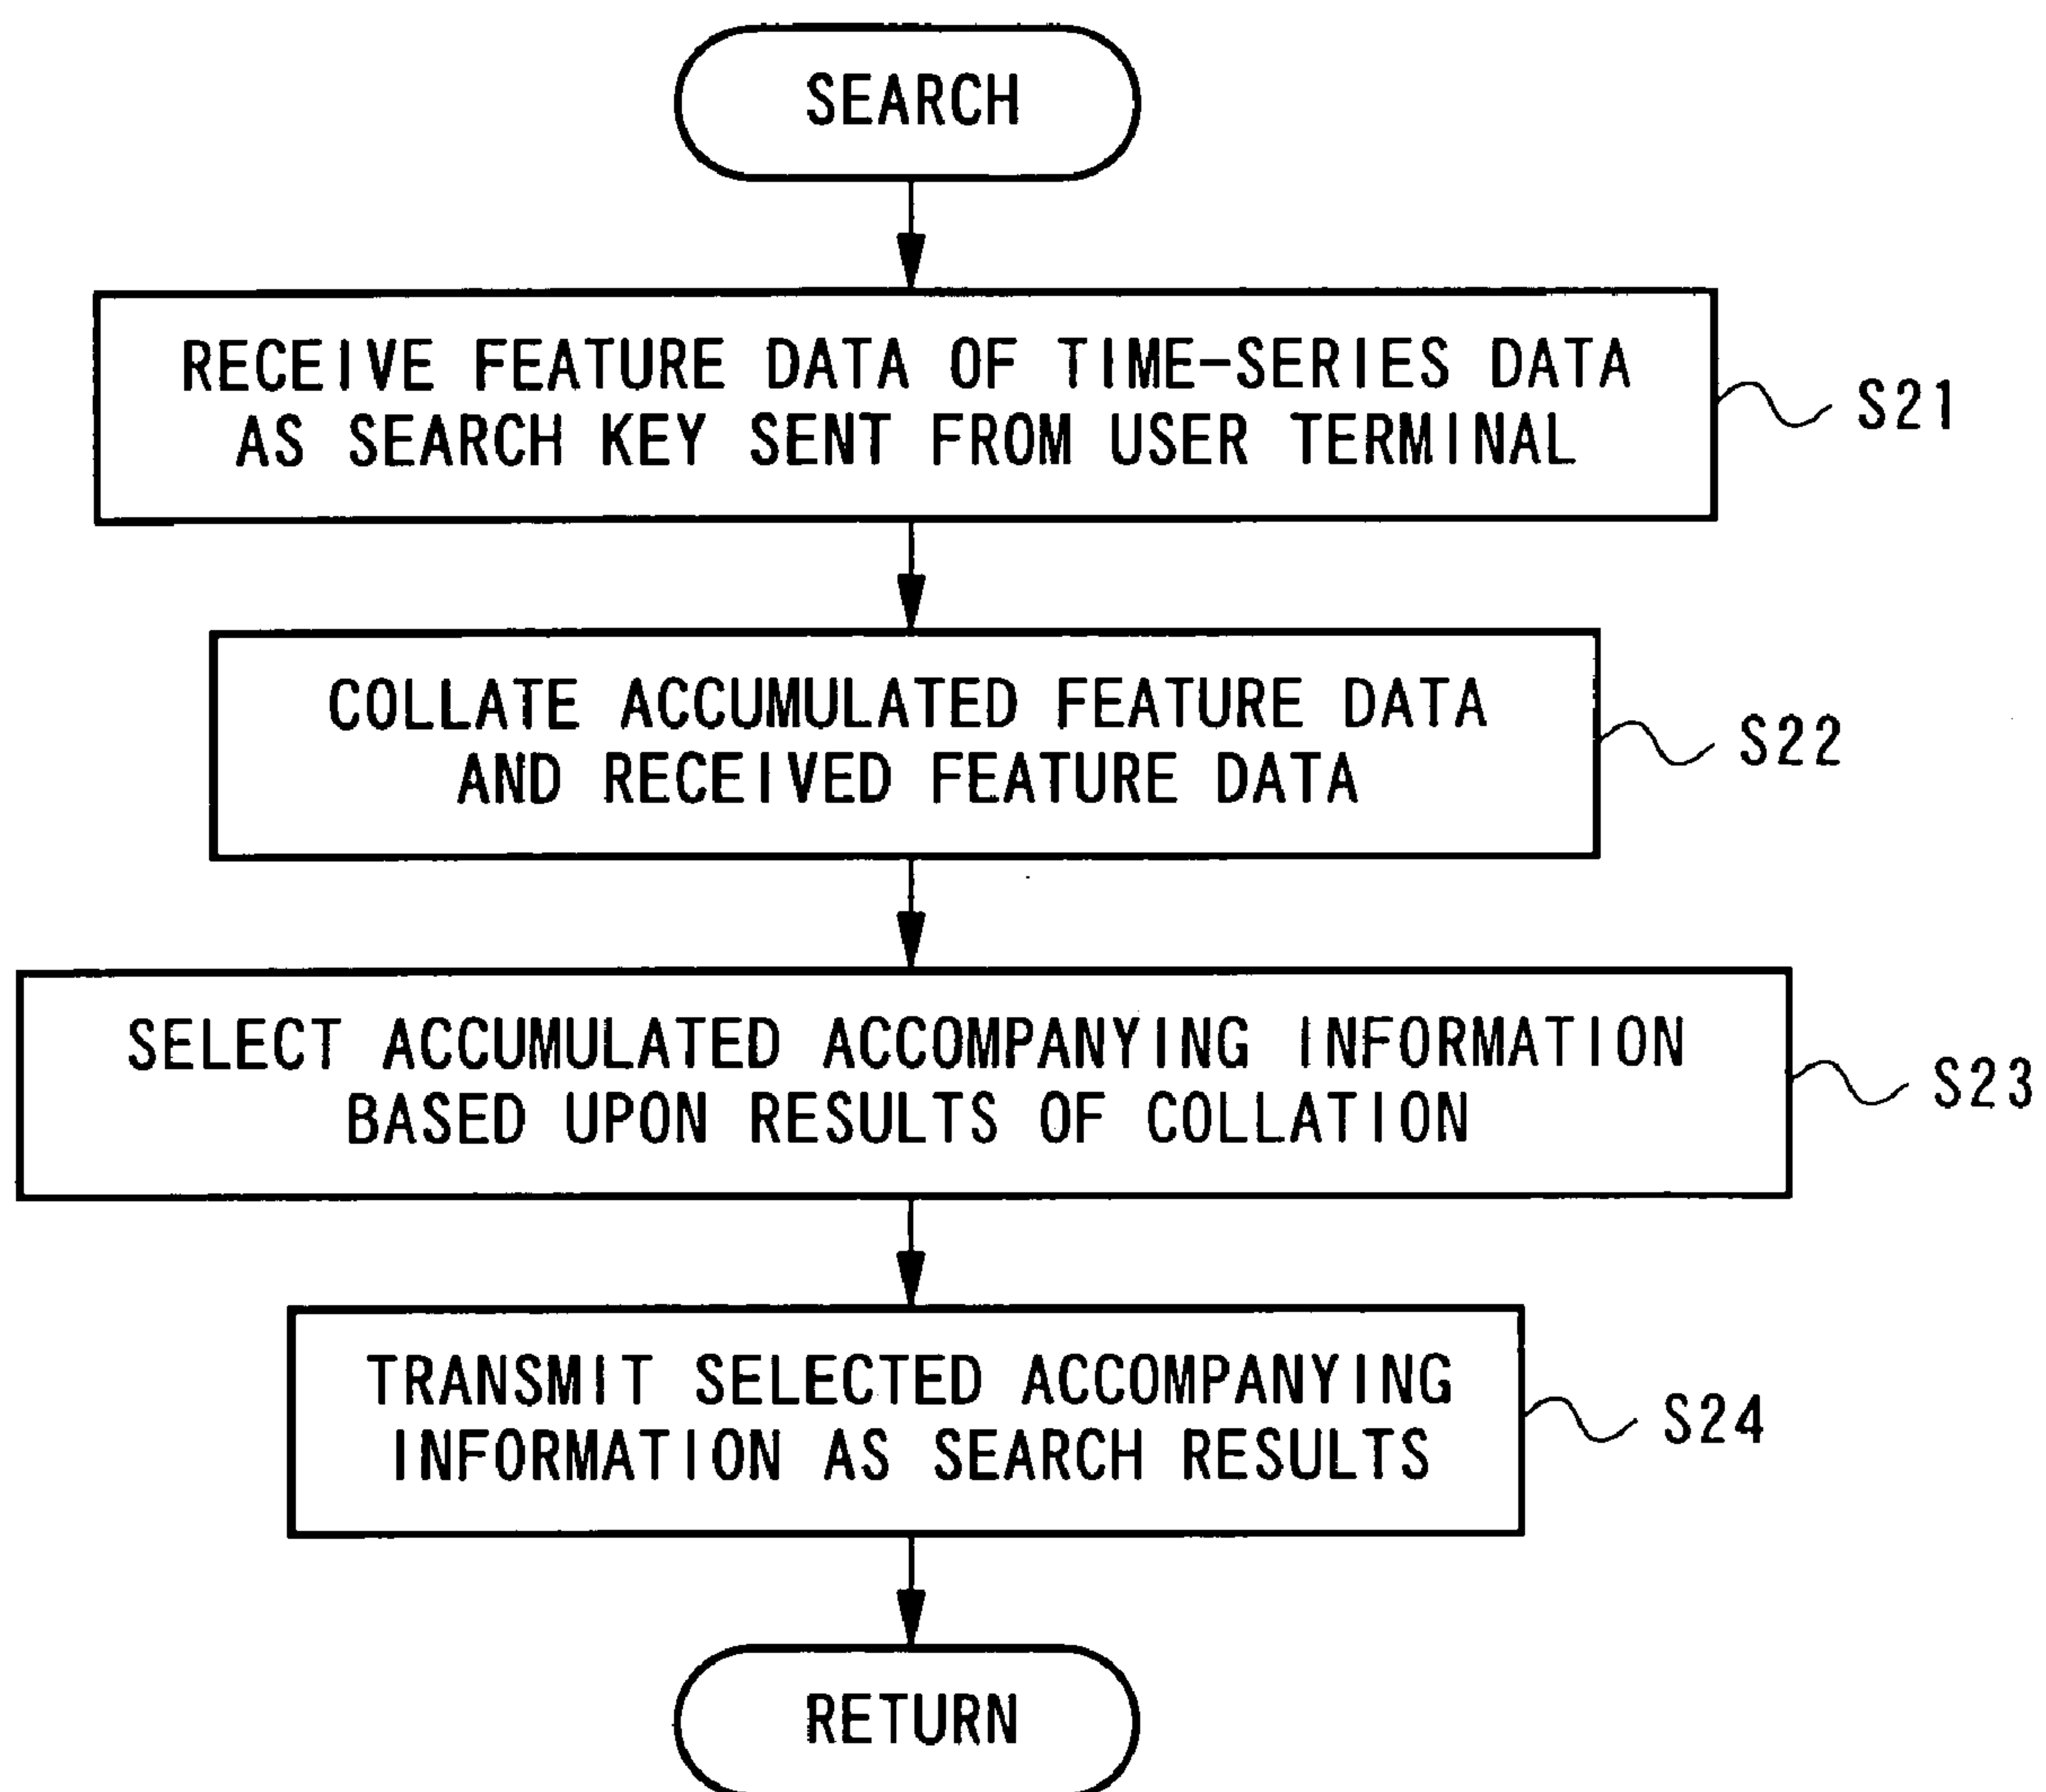 SEARCH
RECEIVE FEATURE DATA OF TIME-SERIES DATA
AS SEARCH KEY SENT FROM USER TERMINAL
S21
COLLATE ACCUMULATED FEATURE DATA
AND RECEIVED FEATURE DATA
S22
SELECT ACCUMULATED ACCOMPANYING INFORMATION
BASED UPON RESULTS OF COLLATION
S23
TRANSMIT SELECTED ACCOMPANYING
INFORMATION AS SEARCH RESULTS
S24
RETURN